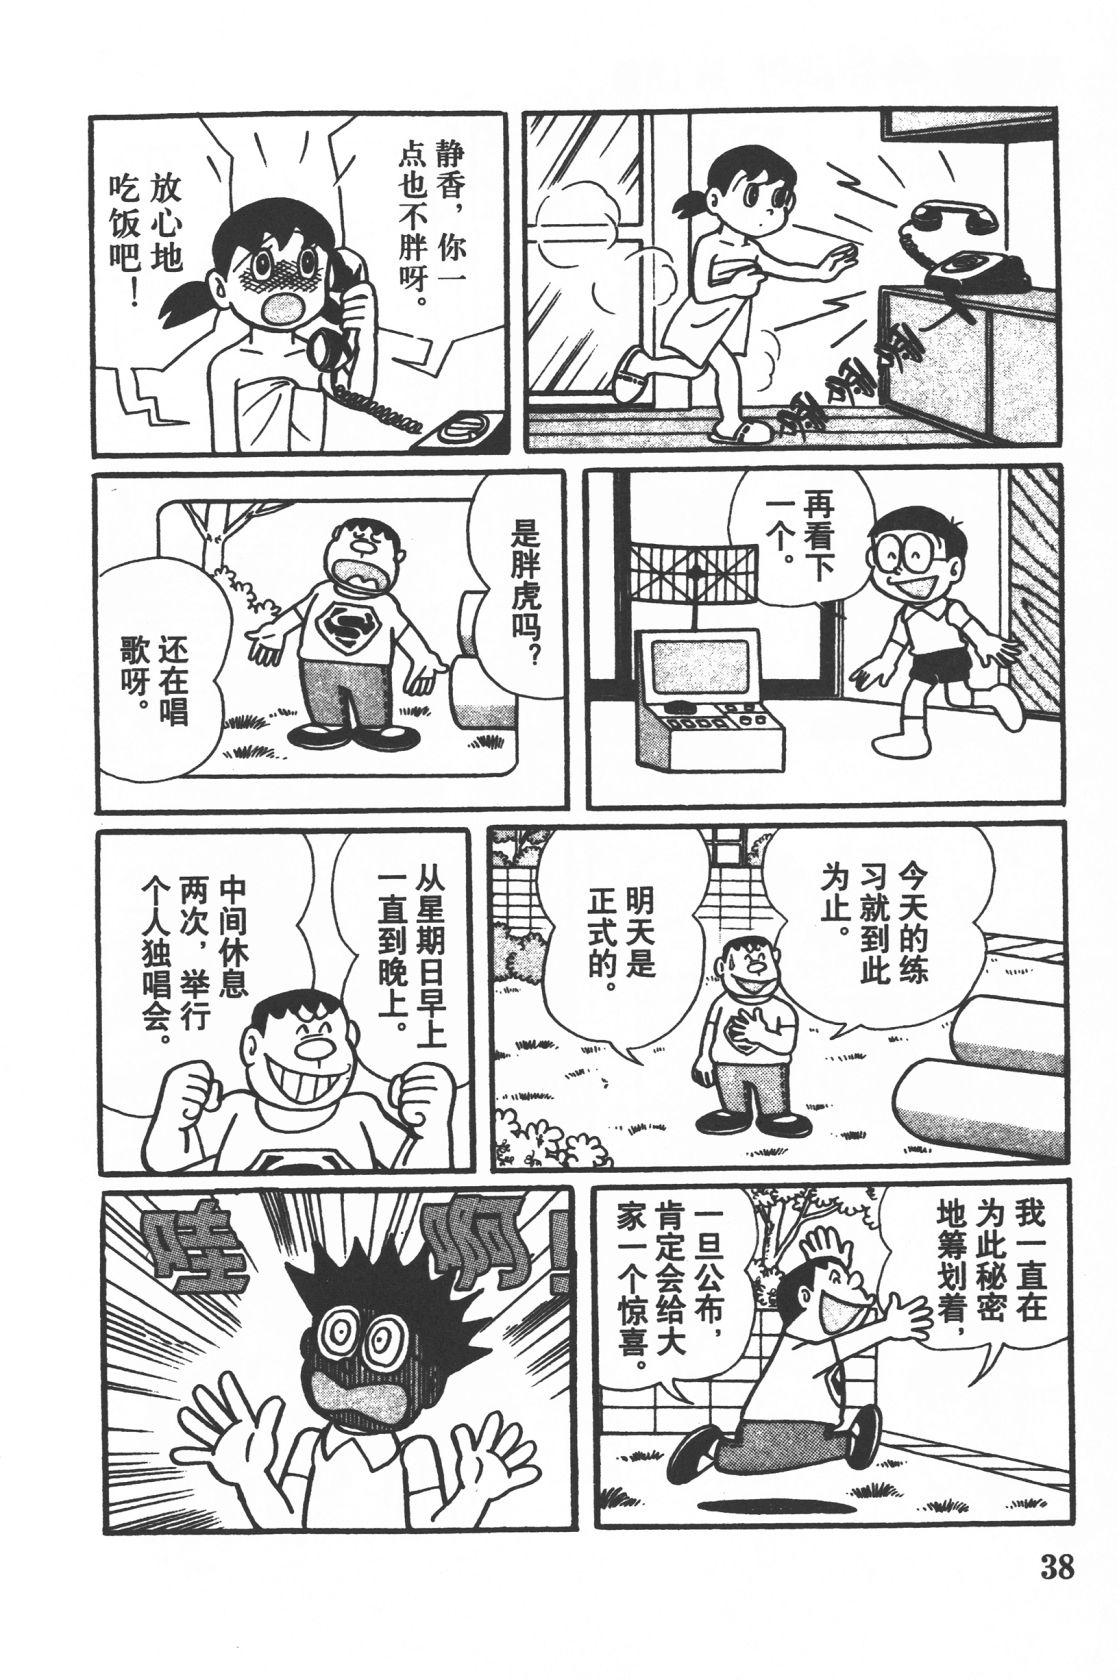 嘟
嘟
嘟
静香，你一
点也不胖呀。
放心地
吃饭吧！
再看下
一个。
是胖虎吗？
还在唱
歌呀。
今天的练
习就到此
为止。
明天是
正式的。
从星期日早上
一直到晚上。
中间休息
两次，举行
个人独唱会。
我一直在
为此秘密
地筹划着，
一旦公布，
肯定会给大
家一个惊喜。
哇啊！
38